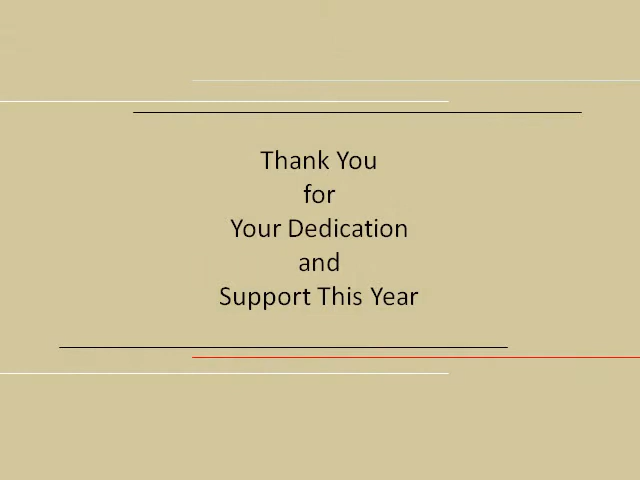 Thank You
for
Your Dedication
and
Support This Year